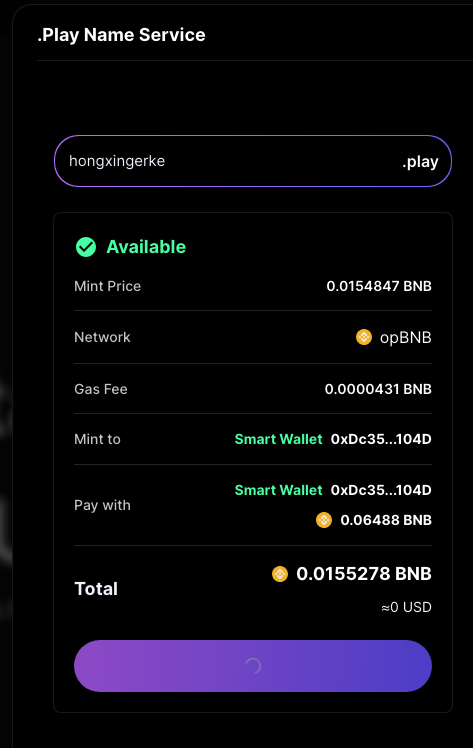 .Play Name Service
hongxingerke .play
Available
Mint Price 0.0154847 BNB
Network opBNB
Gas Fee 0.0000431 BNB
Mint to Smart Wallet 0xDc35...104D
Smart Wallet 0xDc35...104D
Pay with
0.06488 BNB
0.0155278 BNB
Total
≈0 USD